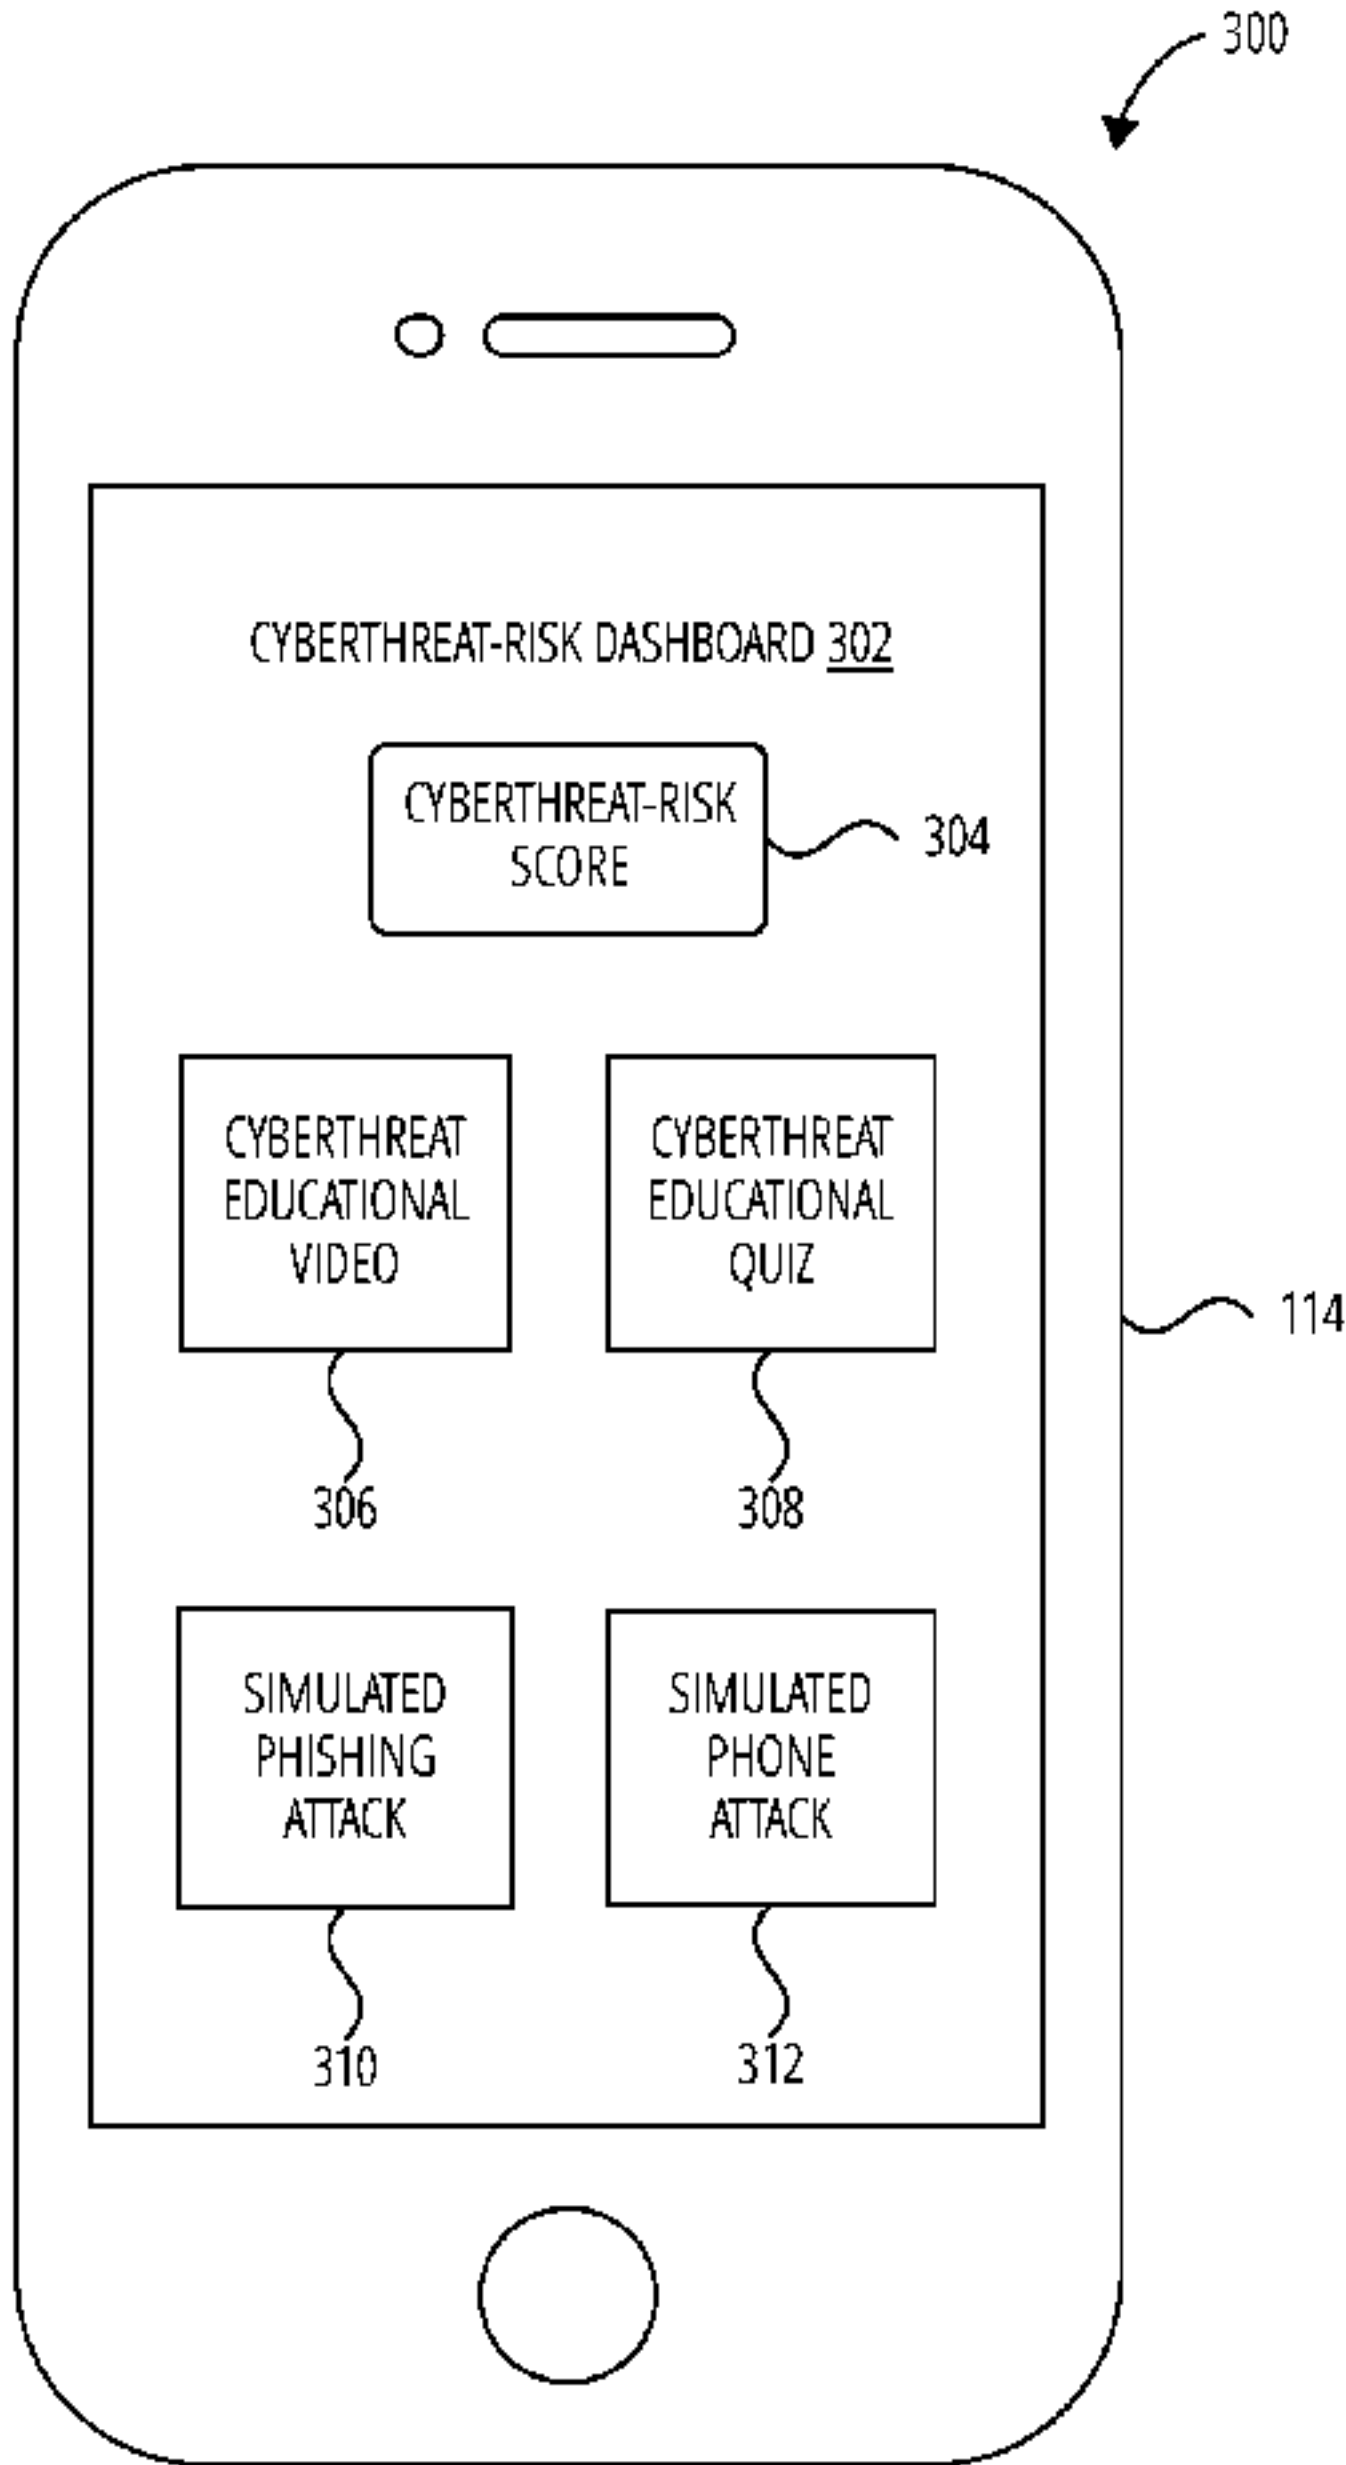 300
CYBERTHREAT-RISK DASHBOARD 302
CYBERTHREAT-RISK
SCORE
304
CYBERTHREAT
EDUCATIONAL
VIDEO
CYBERTHREAT
EDUCATIONAL
QUIZ
114
306
308
SIMULATED
PHISHING
ATTACK
SIMULATED
PHONE
ATTACK
310
312